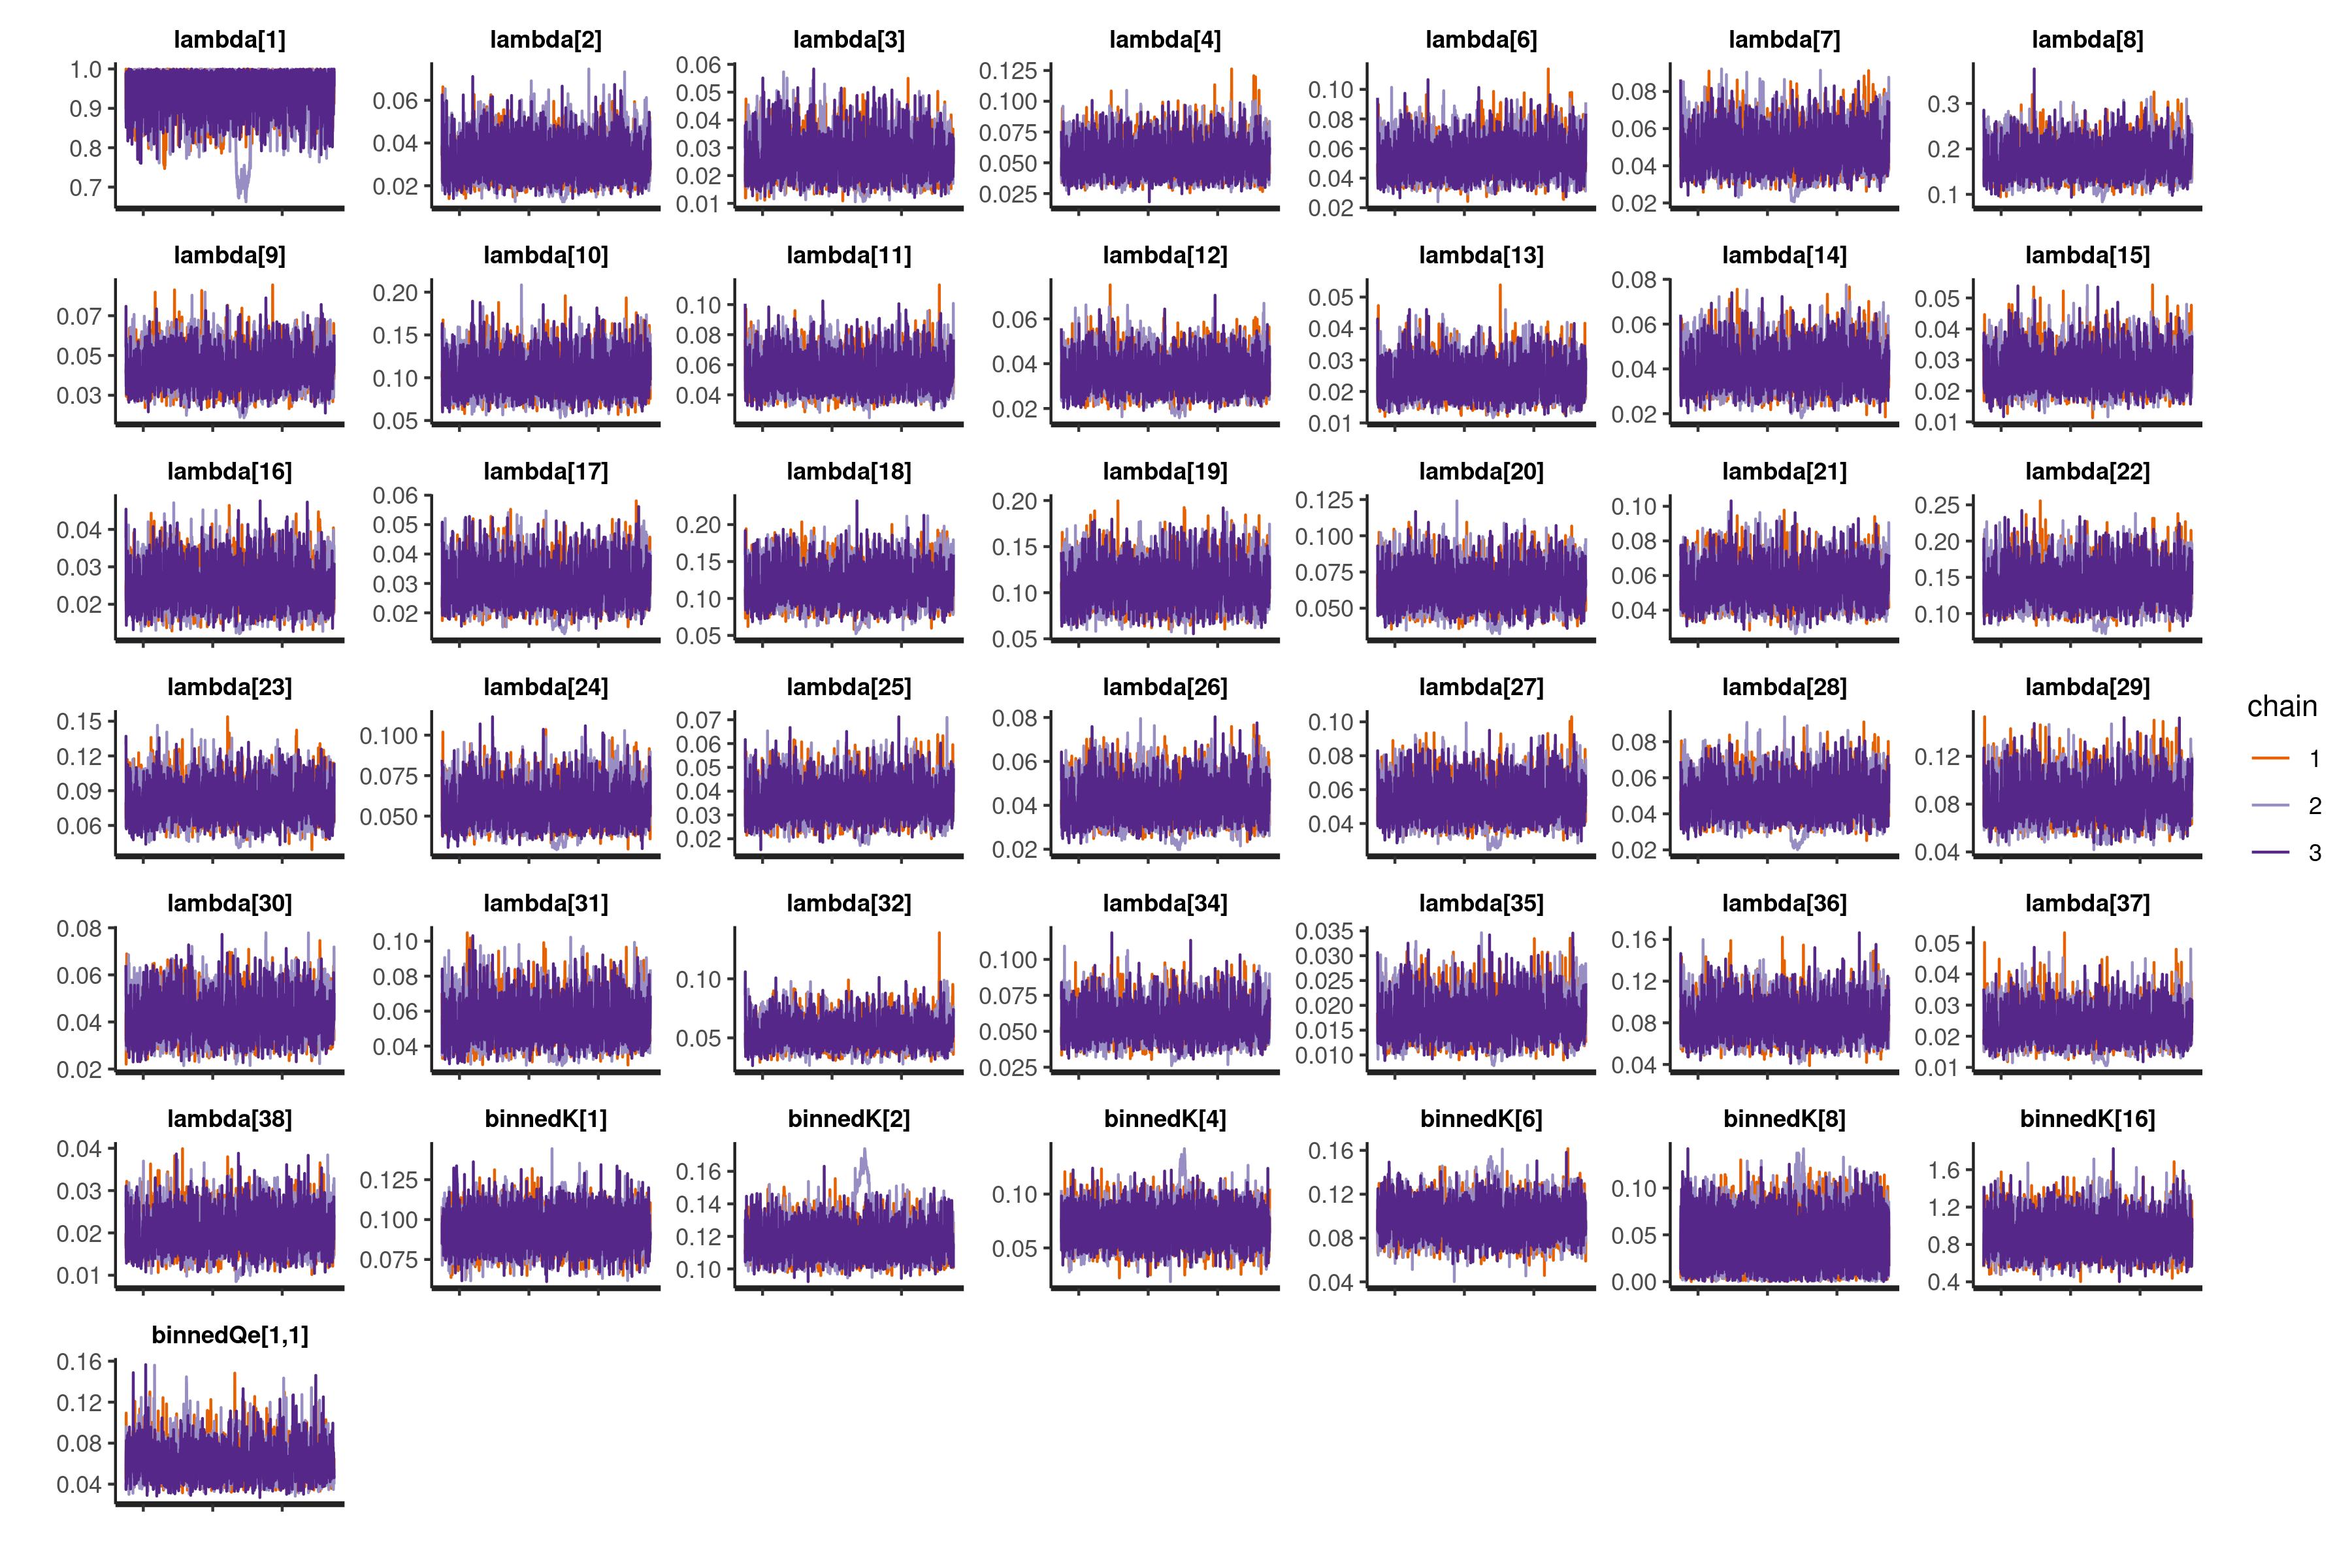 lambda[1] lambda[2] lambda[3] lambda[4] lambda[6] lambda[7] lambda[8]
1.0 0.9 0.8 0.7
0.06 0.04 0.02
0.06 0.05 0.04 0.03 0.02 0.01
0.125 0.100 0.075 0.050 0.025
0.10 0.08 0.06 0.04 0.02
0.08 0.06 0.04 0.02
0.3 0.2 0.1
lambda[9] lambda[10] lambda[11] lambda[12] lambda[13] lambda[14] lambda[15]
0.07 0.05 0.03
0.20 0.15 0.10 0.05
0.10 0.08 0.06 0.04
0.06 0.04 0.02
0.05 0.04 0.03 0.02 0.01
0.08 0.06 0.04 0.02
0.05 0.04 0.03 0.02 0.01
lambda[16] lambda[17] lambda[18] lambda[19] lambda[20] lambda[21] lambda[22]
0.04 0.03 0.02
0.06 0.05 0.04 0.03 0.02
0.20 0.15 0.10 0.05
0.20 0.15 0.10 0.05
0.125 0.100 0.075 0.050
0.10 0.08 0.06 0.04
0.25 0.20 0.15 0.10
lambda[23] lambda[24] lambda[25] lambda[26] lambda[27] lambda[28] lambda[29]
0.15 0.12 0.09 0.06
0.100 0.075 0.050
0.07 0.06 0.05 0.04 0.03 0.02
0.08 0.06 0.04 0.02
0.10 0.08 0.06 0.04
0.08 0.06 0.04 0.02
0.12 0.08 0.04
chain
1
2
3
lambda[30] lambda[31] lambda[32] lambda[34] lambda[35] lambda[36] lambda[37]
0.08 0.06 0.04 0.02
0.10 0.08 0.06 0.04
0.10 0.05
0.100 0.075 0.050 0.025
0.035 0.030 0.025 0.020 0.015 0.010
0.16 0.12 0.08 0.04
0.05 0.04 0.03 0.02 0.01
lambda[38] binnedK[1] binnedK[2] binnedK[4] binnedK[6] binnedK[8] binnedK[16]
0.04 0.03 0.02 0.01
0.125 0.100 0.075
0.16 0.14 0.12 0.10
0.10 0.05
0.16 0.12 0.08 0.04
0.10 0.05 0.00
1.6 1.2 0.8 0.4
binnedQe[1,1]
0.16 0.12 0.08 0.04